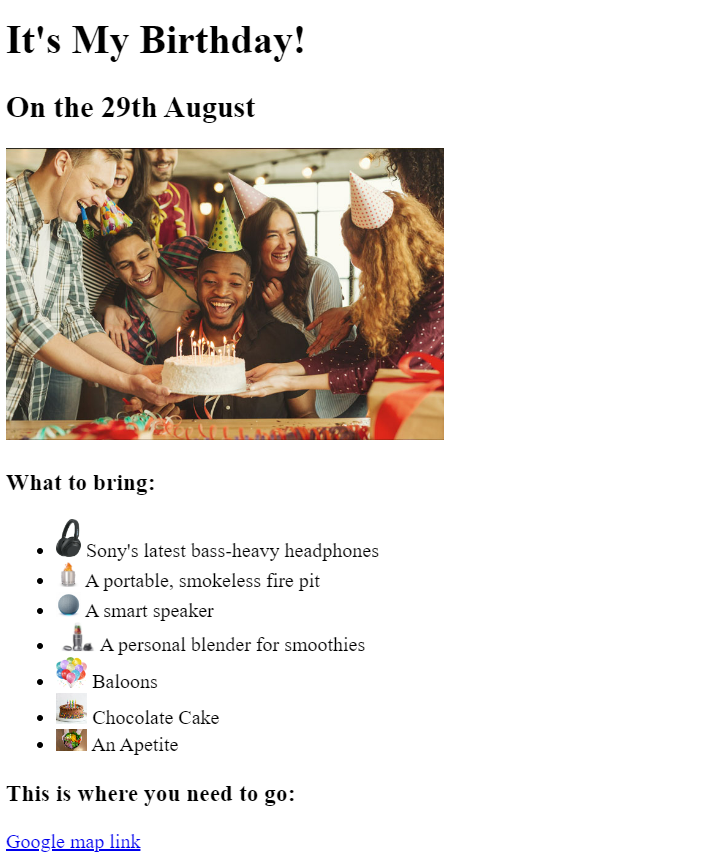 It's My Birthday!
On the 29th August
What to bring:
Sony's latest bass-heavy headphones
A portable, smokeless fire pit
A smart speaker
A personal blender for smoothies
Baloons
Chocolate Cake
An Apetite
This is where you need to go:
Google map link